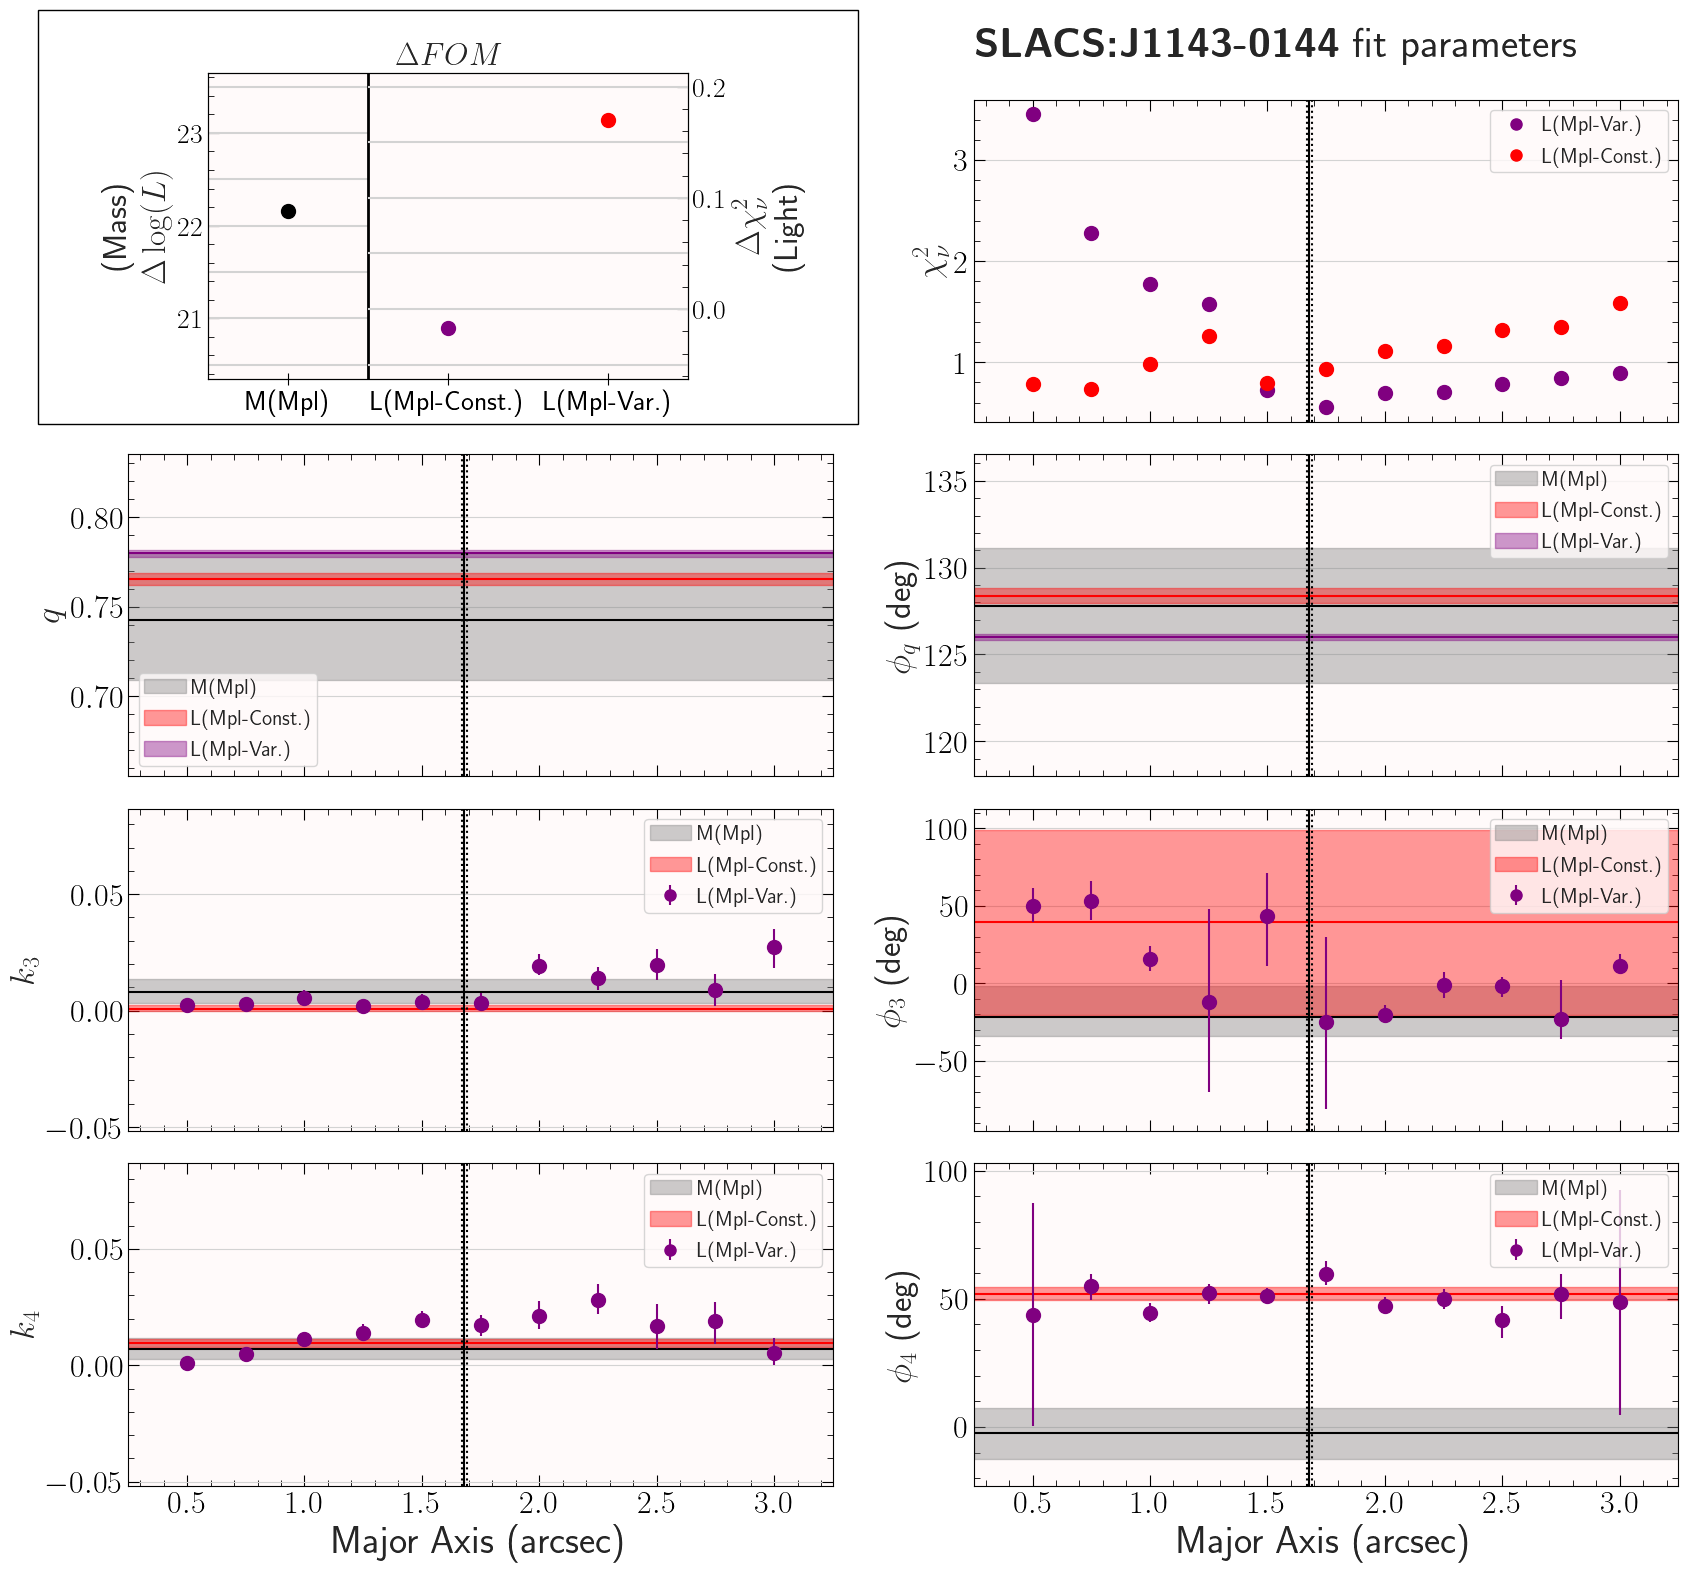 SLACS:J1143-0144 fit parameters
ΔFOM
(Mass)
Δ log(L)
23
22
21
0.2
0.1
0.0
Δχ²ᵥ
(Light)
M(Mpl) L(Mpl-Const.) L(Mpl-Var.)
χ²ᵥ
3
2
1
L(Mpl-Var.)
L(Mpl-Const.)
q
0.80
0.75
0.70
M(Mpl)
L(Mpl-Const.)
L(Mpl-Var.)
ϕq (deg)
135
130
125
120
M(Mpl)
L(Mpl-Const.)
L(Mpl-Var.)
k₃
0.05
0.00
−0.05
M(Mpl)
L(Mpl-Const.)
L(Mpl-Var.)
ϕ₃ (deg)
100
50
0
−50
M(Mpl)
L(Mpl-Const.)
L(Mpl-Var.)
k₄
0.05
0.00
−0.05
M(Mpl)
L(Mpl-Const.)
L(Mpl-Var.)
0.5 1.0 1.5 2.0 2.5 3.0
Major Axis (arcsec)
ϕ₄ (deg)
100
50
0
M(Mpl)
L(Mpl-Const.)
L(Mpl-Var.)
0.5 1.0 1.5 2.0 2.5 3.0
Major Axis (arcsec)